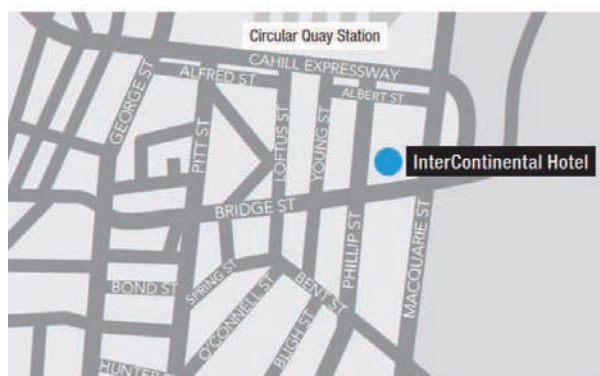 Circular Quay Station
CAHILL EXPRESSWAY
ALFRED ST
ALBERT ST
GEORGE ST
PITT ST
LOFTUS ST
YOUNG ST
InterContinental Hotel
BRIDGE ST
PHILLIP ST
MACQUARIE ST
SPRING ST
BOND ST
O'CONNELL ST
BENT ST
BLIGH ST
HUNTER